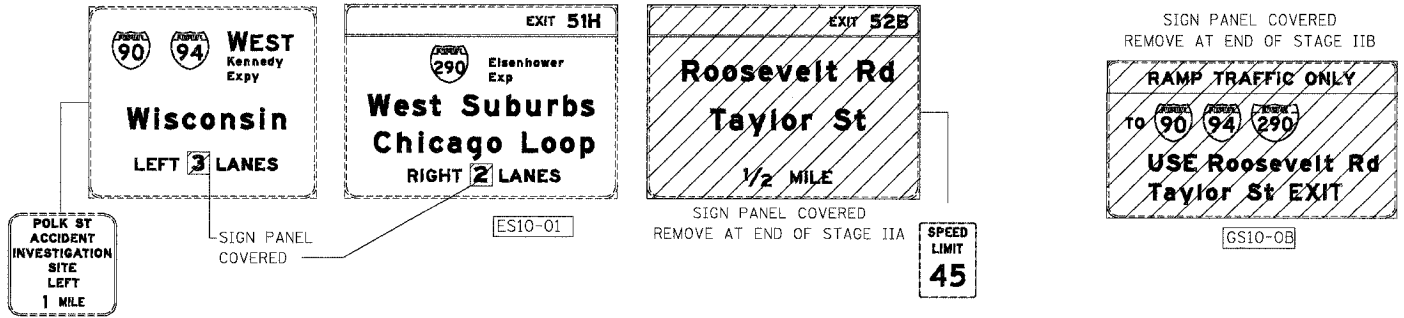 90 94 WEST
Kennedy
Expy
Wisconsin
LEFT 3 LANES
POLK ST
ACCIDENT
INVESTIGATION
SITE
LEFT
1 MILE
SIGN PANEL
COVERED
EXIT 51H
290 Eisenhower
Exp
West Suburbs
Chicago Loop
RIGHT 2 LANES
ES10-01
EXIT 52B
Roosevelt Rd
Taylor St
1/2 MILE
SIGN PANEL COVERED
REMOVE AT END OF STAGE IIA
SPEED
LIMIT
45
SIGN PANEL COVERED
REMOVE AT END OF STAGE IIB
RAMP TRAFFIC ONLY
TO 90 94 290
USE Roosevelt Rd
Taylor St EXIT
GS10-0B